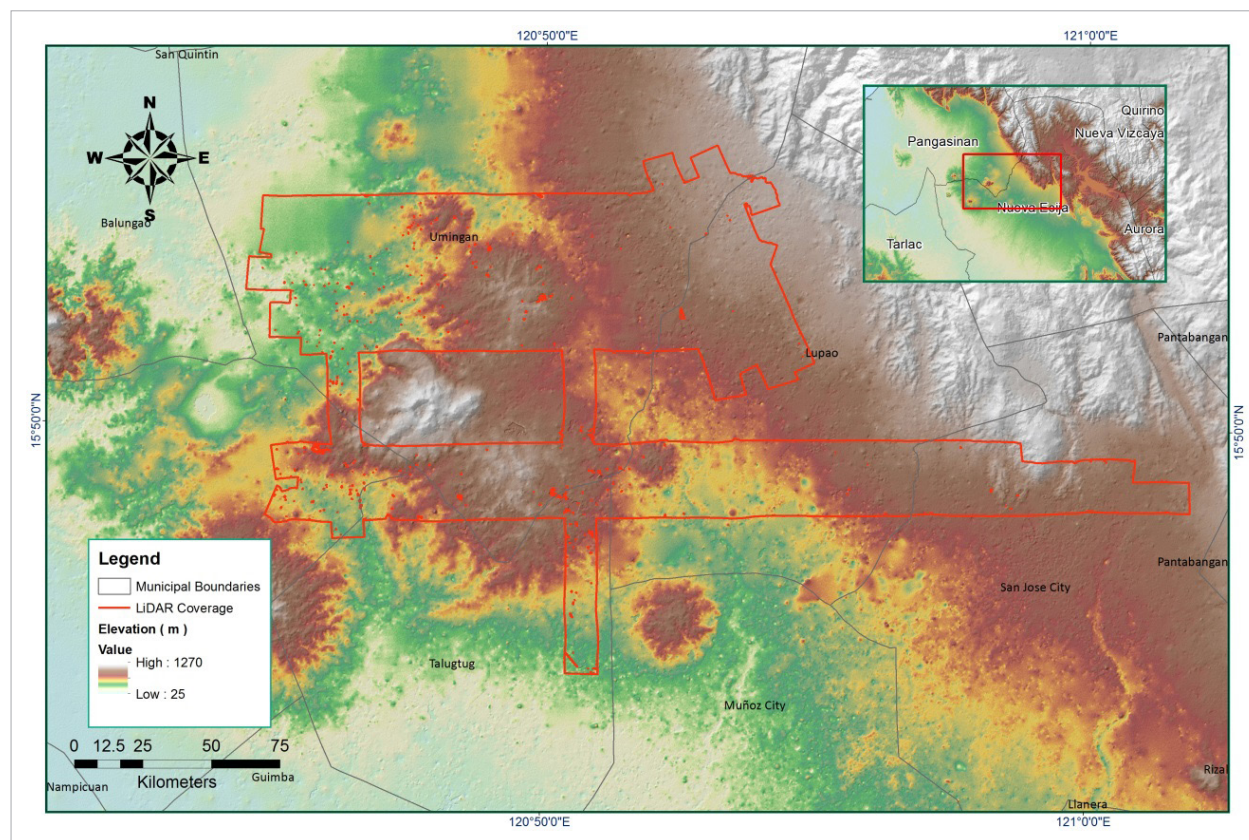 120°50'0"E
121°0'0"E
San Quintin
N
W
E
S
Quirino
Nueva Vizcaya
Pangasinan
Nueva Ecija
Aurora
Tarlac
Balungao
Umingan
Pantabangan
Lupao
15°50'0"N
15°50'0"N
Legend
Municipal Boundaries
LiDAR Coverage
Elevation ( m )
Value
High : 1270
Low : 25
Pantabangan
San Jose City
Talugtug
Muñoz City
0 12.5 25 50 75
Kilometers
Guimba
Nampicuan
Rizal
Llanera
120°50'0"E
121°0'0"E